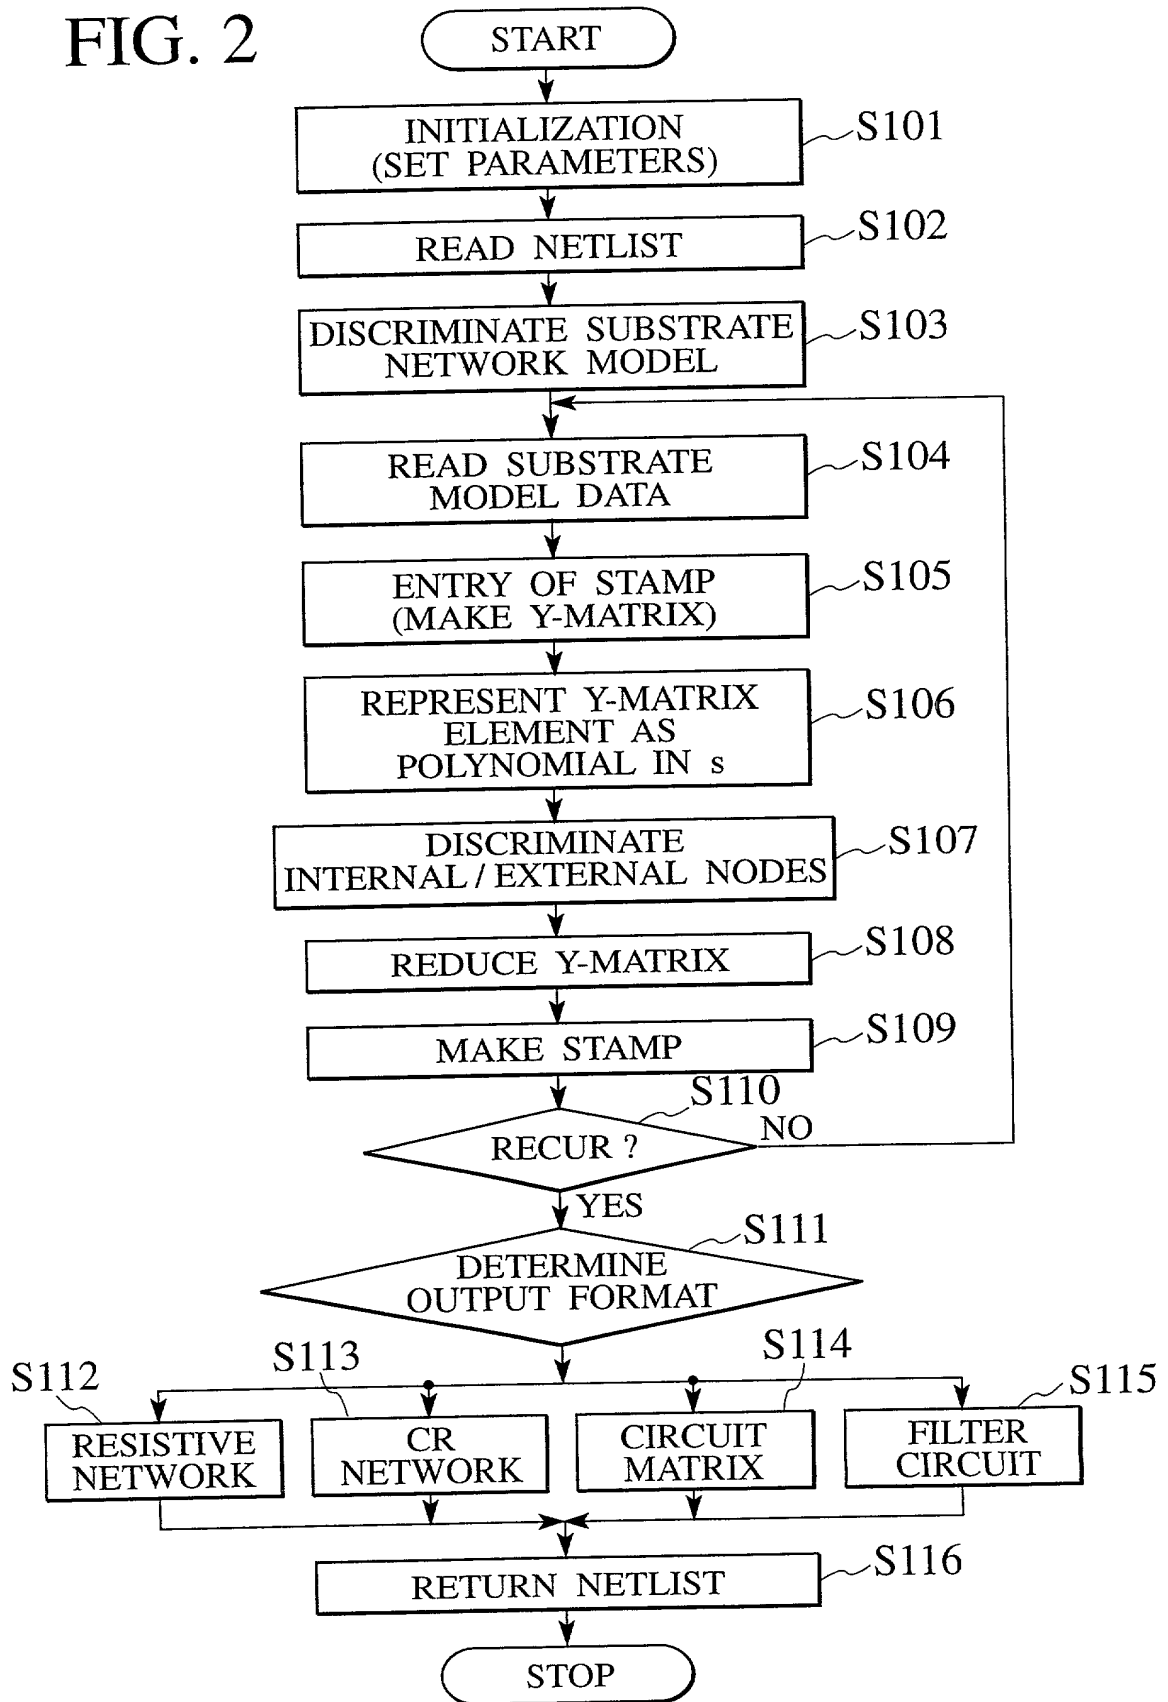 FIG. 2
START
INITIALIZATION
(SET PARAMETERS)
S101
READ NETLIST
S102
DISCRIMINATE SUBSTRATE
NETWORK MODEL
S103
READ SUBSTRATE
MODEL DATA
S104
ENTRY OF STAMP
(MAKE Y-MATRIX)
S105
REPRESENT Y-MATRIX
ELEMENT AS
POLYNOMIAL IN s
S106
DISCRIMINATE
INTERNAL / EXTERNAL NODES
S107
REDUCE Y-MATRIX
S108
MAKE STAMP
S109
S110
RECUR ?
NO
YES
S111
DETERMINE
OUTPUT FORMAT
S112
RESISTIVE
NETWORK
S113
CR
NETWORK
S114
CIRCUIT
MATRIX
S115
FILTER
CIRCUIT
RETURN NETLIST
S116
STOP